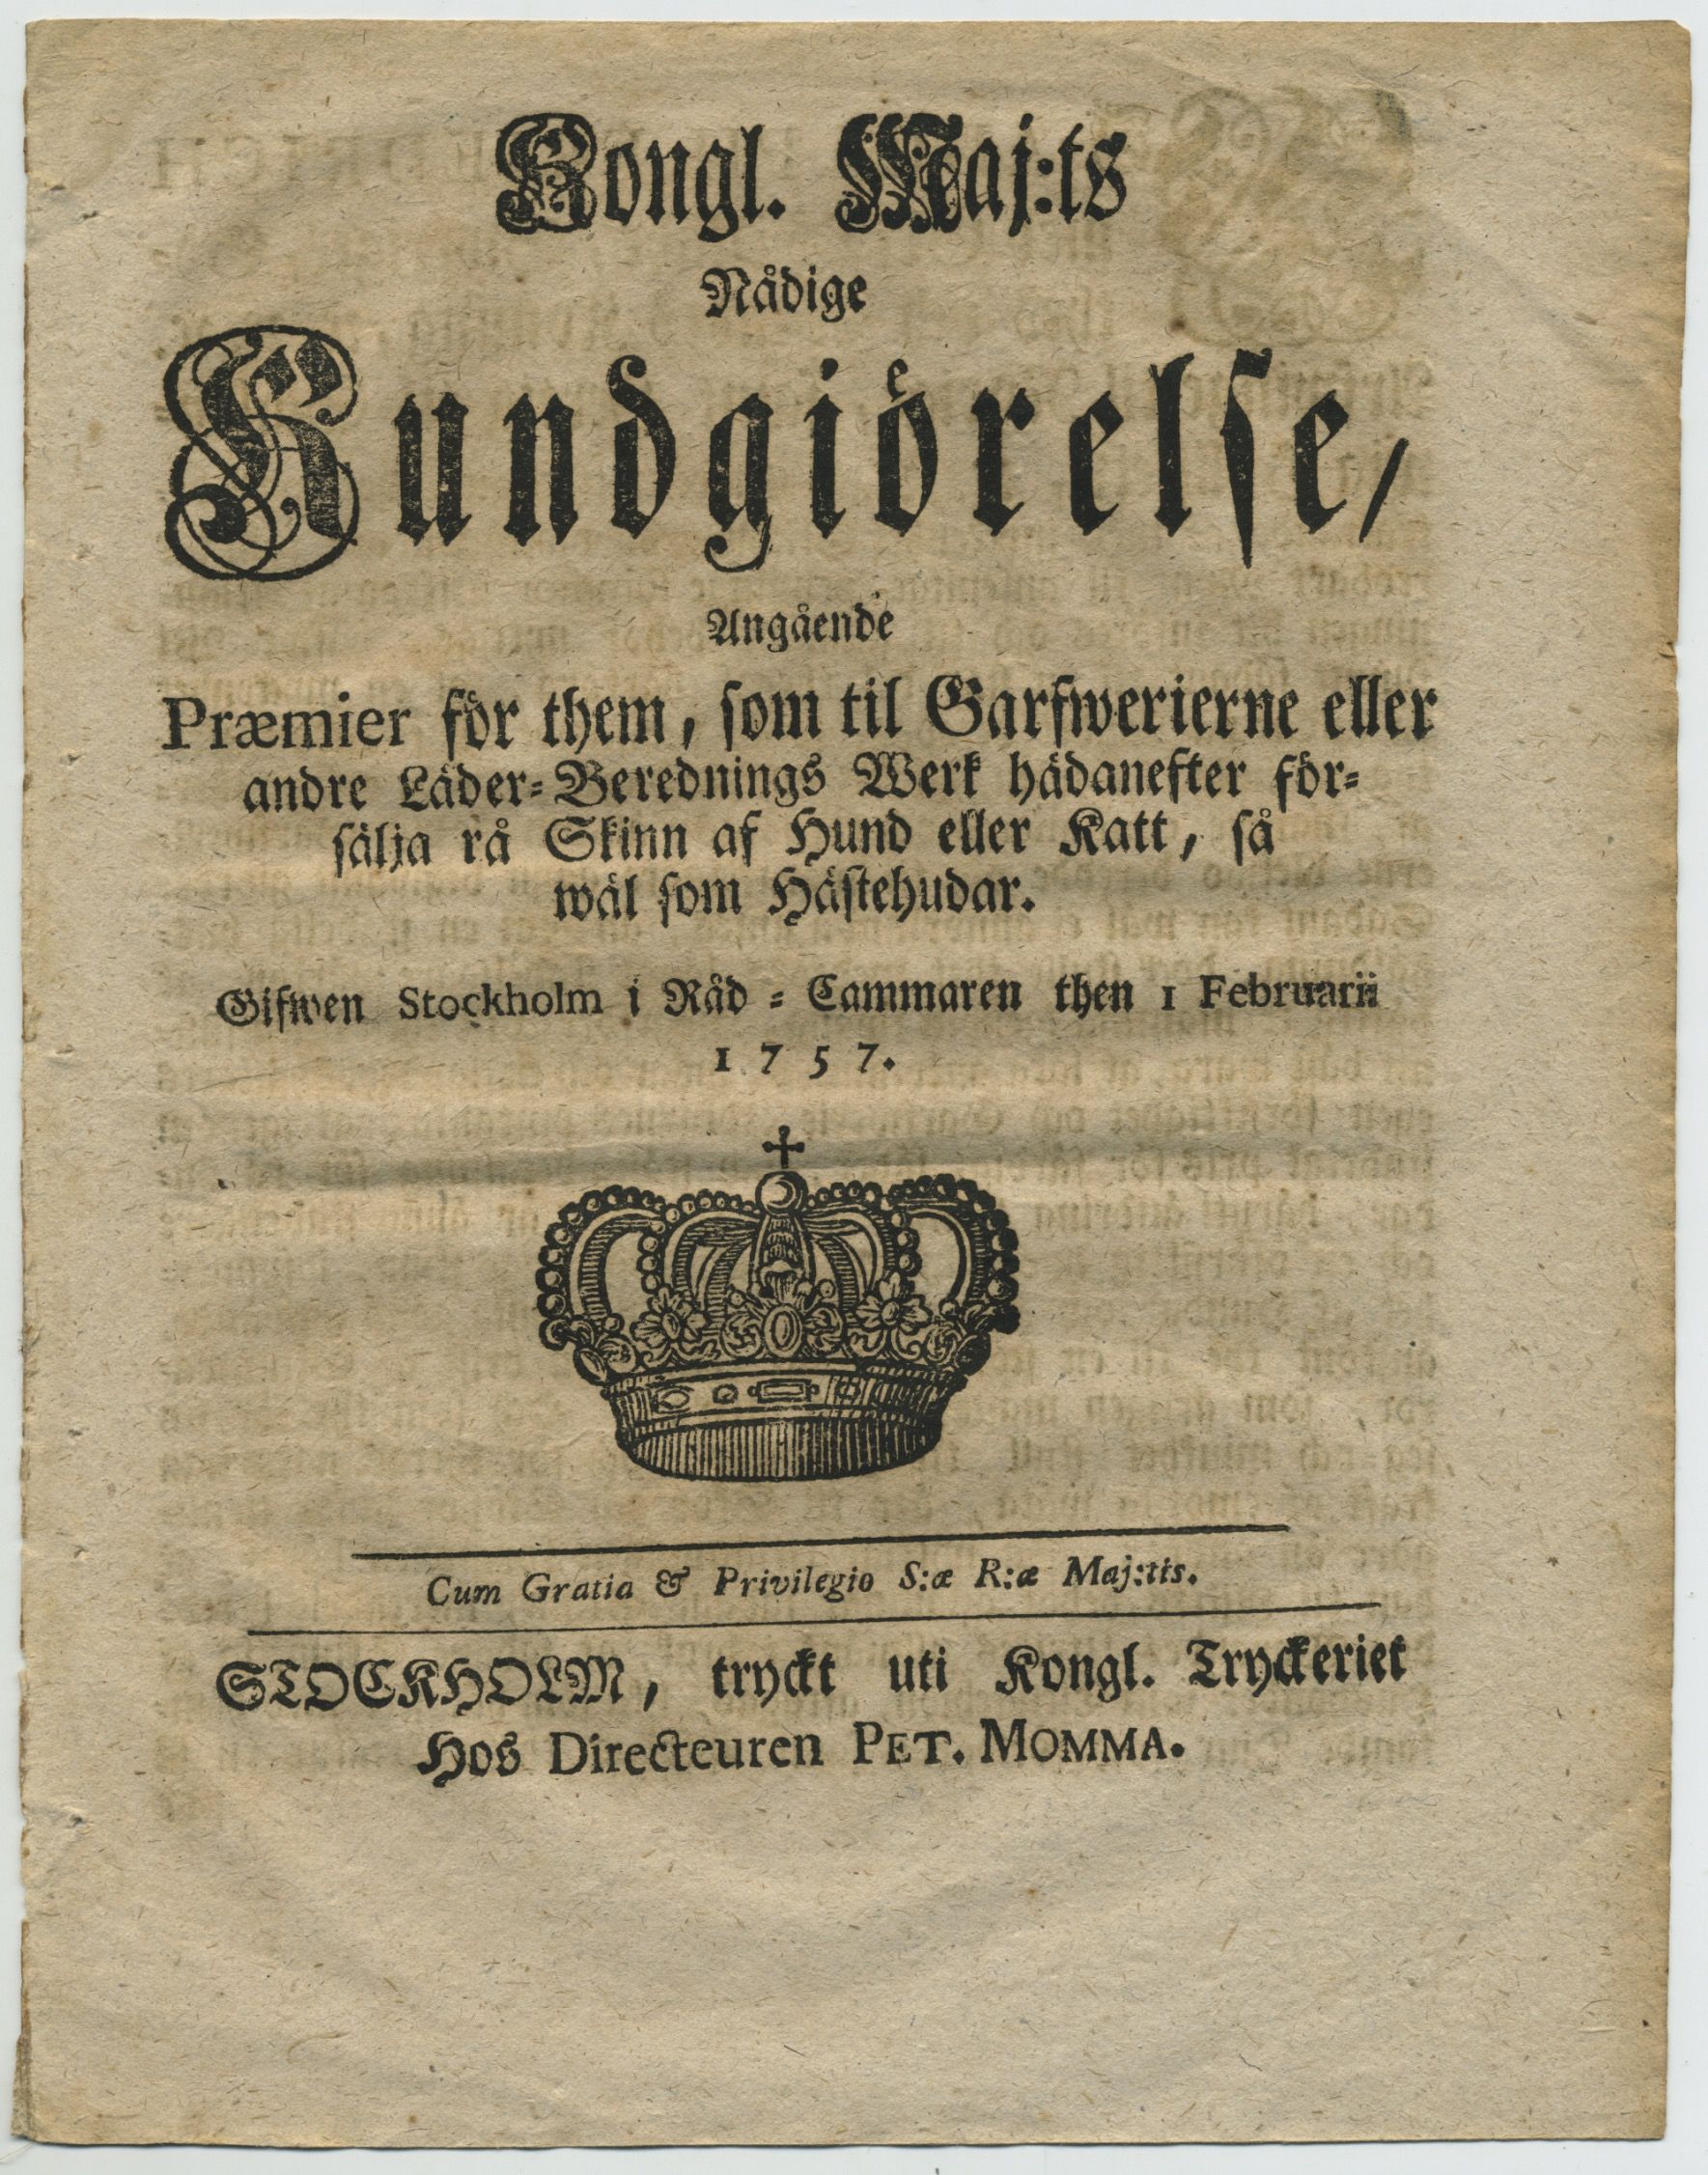 Kongl. Maj:ts
Nådige
Kundgiörelse,
Angående
Præmier för them, som til Garfwerierne eller
andre Läder-Berednings Werk hädanefter för-
sälja rå Skinn af Hund eller Katt, så
wäl som Hästehudar.
Gifwen Stockholm i Råd-Cammaren then 1 Februarii
1757.
Cum Gratia & Privilegio S:æ R:æ Maj:tis.
STOCKHOLM, tryckt uti Kongl. Tryckeriet
Hos Directeuren PET. MOMMA.